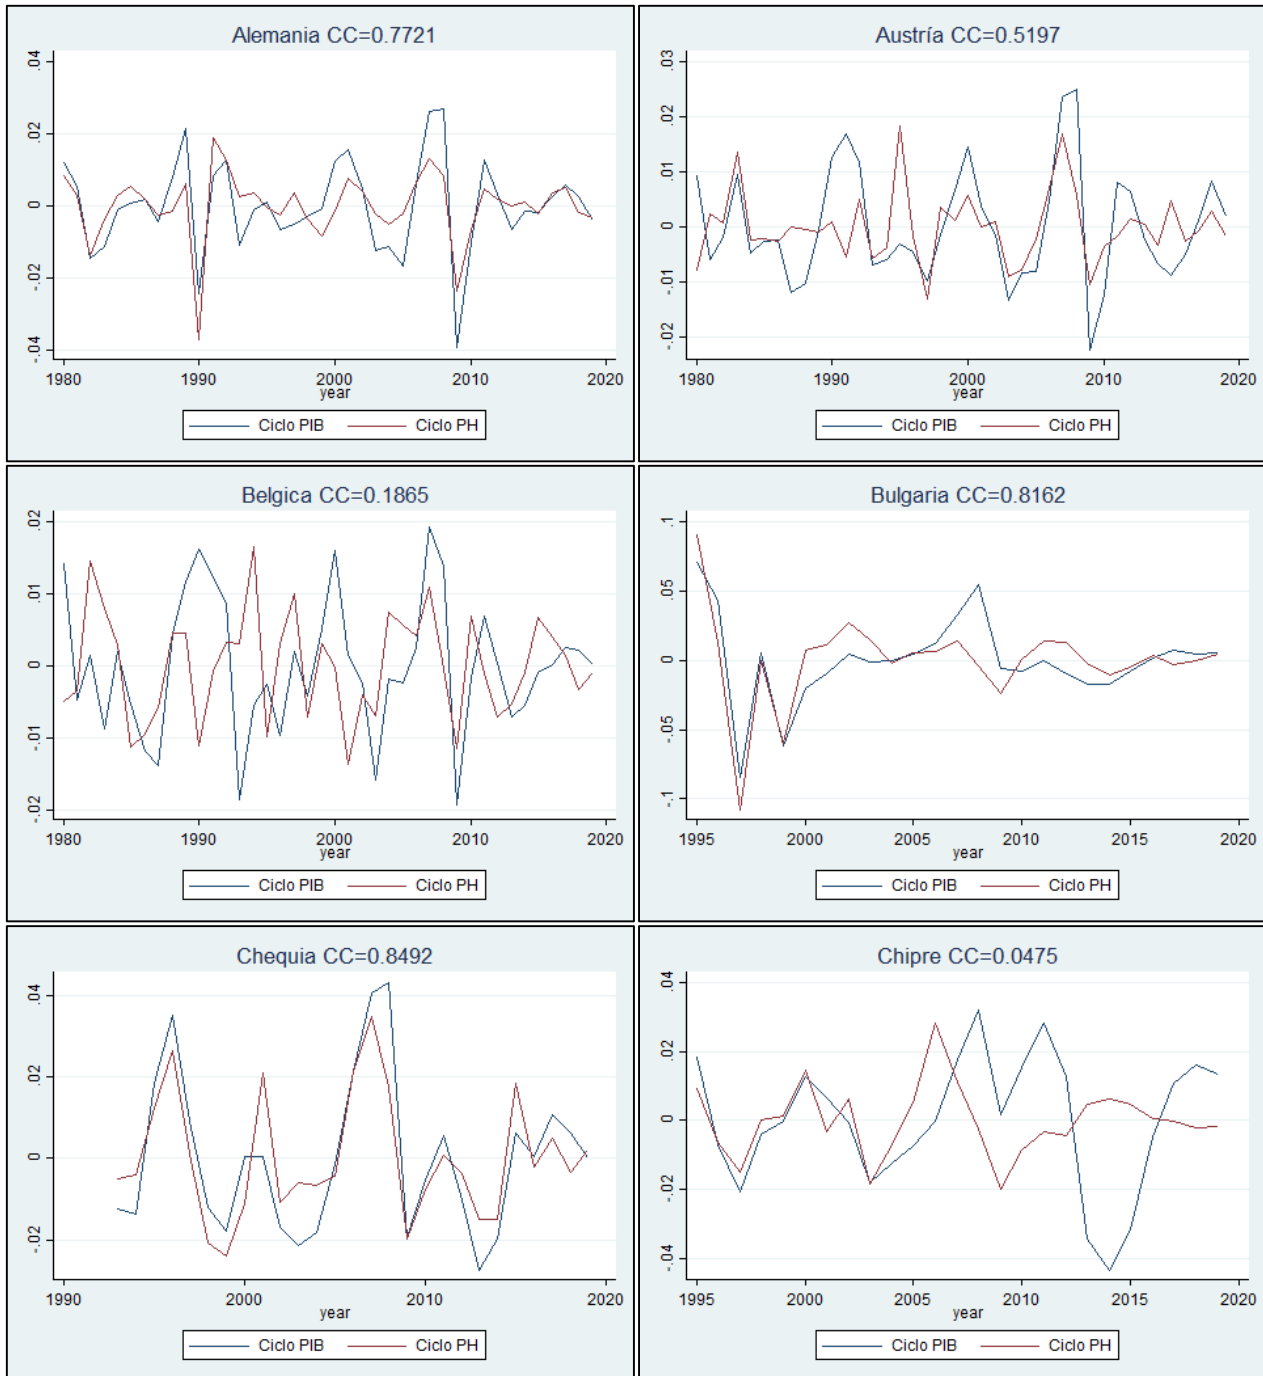 Alemania CC=0.7721
.04
.02
0
-.02
-.04
1980
1990
2000
2010
2020
year
Ciclo PIB
Ciclo PH
Austría CC=0.5197
.03
.02
.01
0
-.01
-.02
1980
1990
2000
2010
2020
year
Ciclo PIB
Ciclo PH
Belgica CC=0.1865
.02
.01
0
-.01
-.02
1980
1990
2000
2010
2020
year
Ciclo PIB
Ciclo PH
Bulgaria CC=0.8162
.1
.05
0
-.05
-.1
1995
2000
2005
2010
2015
2020
year
Ciclo PIB
Ciclo PH
Chequia CC=0.8492
.04
.02
0
-.02
1990
2000
2010
2020
year
Ciclo PIB
Ciclo PH
Chipre CC=0.0475
.04
.02
0
-.02
-.04
1995
2000
2005
2010
2015
2020
year
Ciclo PIB
Ciclo PH